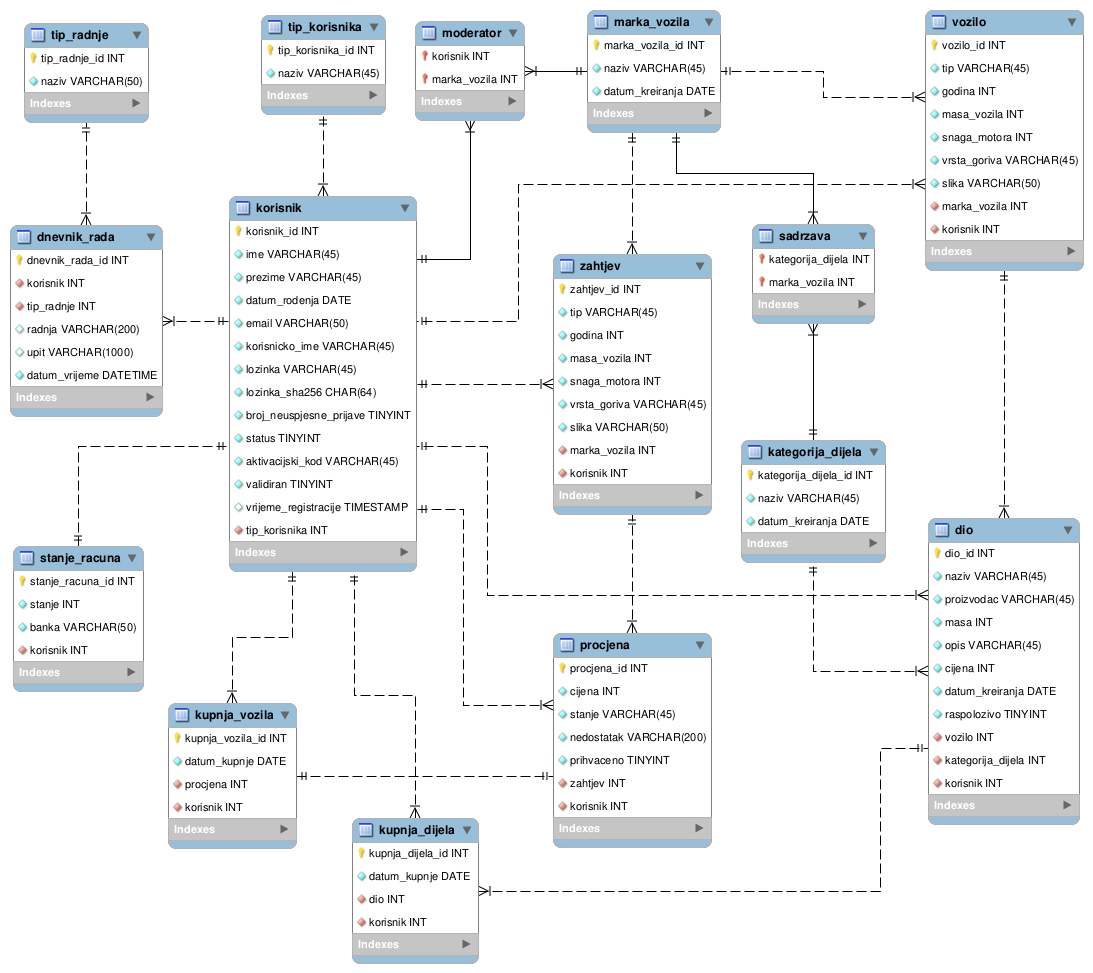 tip_radnje
tip_radnje_id INT
naziv VARCHAR(50)
Indexes
tip_korisnika
tip_korisnika_id INT
naziv VARCHAR(45)
Indexes
moderator
korisnik INT
marka_vozila INT
Indexes
marka_vozila
marka_vozila_id INT
naziv VARCHAR(45)
datum_kreiranja DATE
Indexes
vozilo
vozilo_id INT
tip VARCHAR(45)
godina INT
masa_vozila INT
snaga_motora INT
vrsta_goriva VARCHAR(45)
slika VARCHAR(50)
marka_vozila INT
korisnik INT
Indexes
dnevnik_rada
dnevnik_rada_id INT
korisnik INT
tip_radnje INT
radnja VARCHAR(200)
upit VARCHAR(1000)
datum_vrijeme DATETIME
Indexes
korisnik
korisnik_id INT
ime VARCHAR(45)
prezime VARCHAR(45)
datum_rodenja DATE
email VARCHAR(50)
korisnicko_ime VARCHAR(45)
lozinka VARCHAR(45)
lozinka_sha256 CHAR(64)
broj_neuspjesne_prijave TINYINT
status TINYINT
aktivacijski_kod VARCHAR(45)
validiran TINYINT
vrijeme_registracije TIMESTAMP
tip_korisnika INT
Indexes
zahtjev
zahtjev_id INT
tip VARCHAR(45)
godina INT
masa_vozila INT
snaga_motora INT
vrsta_goriva VARCHAR(45)
slika VARCHAR(50)
marka_vozila INT
korisnik INT
Indexes
sadrzava
kategorija_dijela INT
marka_vozila INT
Indexes
kategorija_dijela
kategorija_dijela_id INT
naziv VARCHAR(45)
datum_kreiranja DATE
Indexes
stanje_racuna
stanje_racuna_id INT
stanje INT
banka VARCHAR(50)
korisnik INT
Indexes
dio
dio_id INT
naziv VARCHAR(45)
proizvodac VARCHAR(45)
masa INT
opis VARCHAR(45)
cijena INT
datum_kreiranja DATE
raspolozivo TINYINT
vozilo INT
kategorija_dijela INT
korisnik INT
Indexes
procjena
procjena_id INT
cijena INT
stanje VARCHAR(45)
nedostatak VARCHAR(200)
prihvaceno TINYINT
zahtjev INT
korisnik INT
Indexes
kupnja_vozila
kupnja_vozila_id INT
datum_kupnje DATE
procjena INT
korisnik INT
Indexes
kupnja_dijela
kupnja_dijela_id INT
datum_kupnje DATE
dio INT
korisnik INT
Indexes